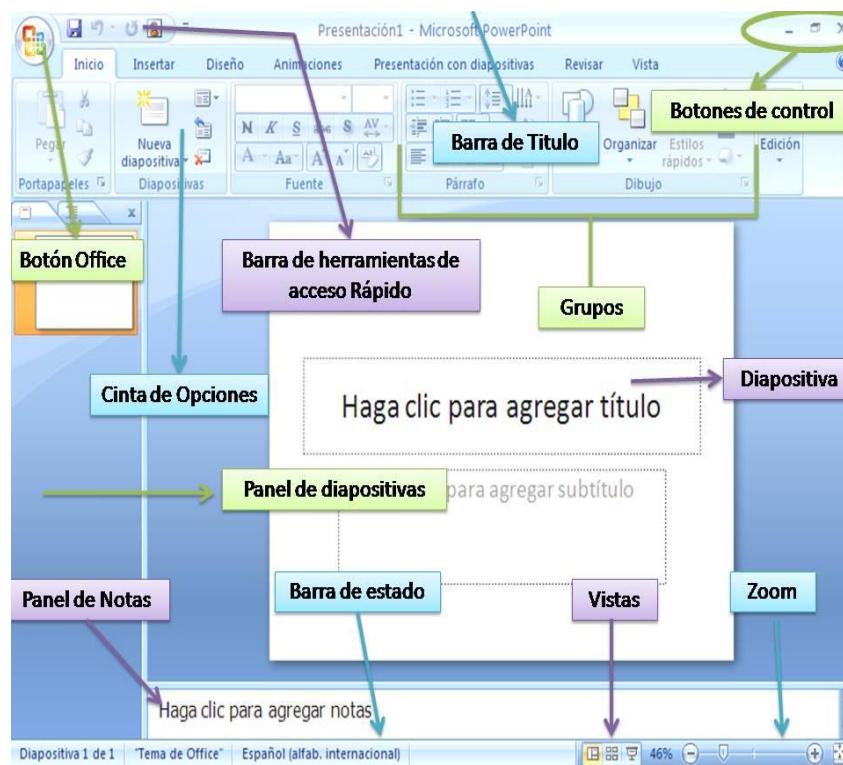 Presentación1 - Microsoft PowerPoint
Inicio Insertar Diseño Animaciones Presentación con diapositivas Revisar Vista
Botones de control
Barra de Titulo
Pegar
Nueva
diapositiva
N K S abc S AV
A Aa A A
Organizar
Estilos
rápidos
Edición
Portapapeles Diapositivas Fuente Párrafo Dibujo
Botón Office
Barra de herramientas de
acceso Rápido
Grupos
Diapositiva
Cinta de Opciones
Haga clic para agregar título
Panel de diapositivas
para agregar subtítulo
Panel de Notas
Barra de estado
Vistas
Zoom
Haga clic para agregar notas
Diapositiva 1 de 1 "Tema de Office" Español (alfab. internacional) 46%